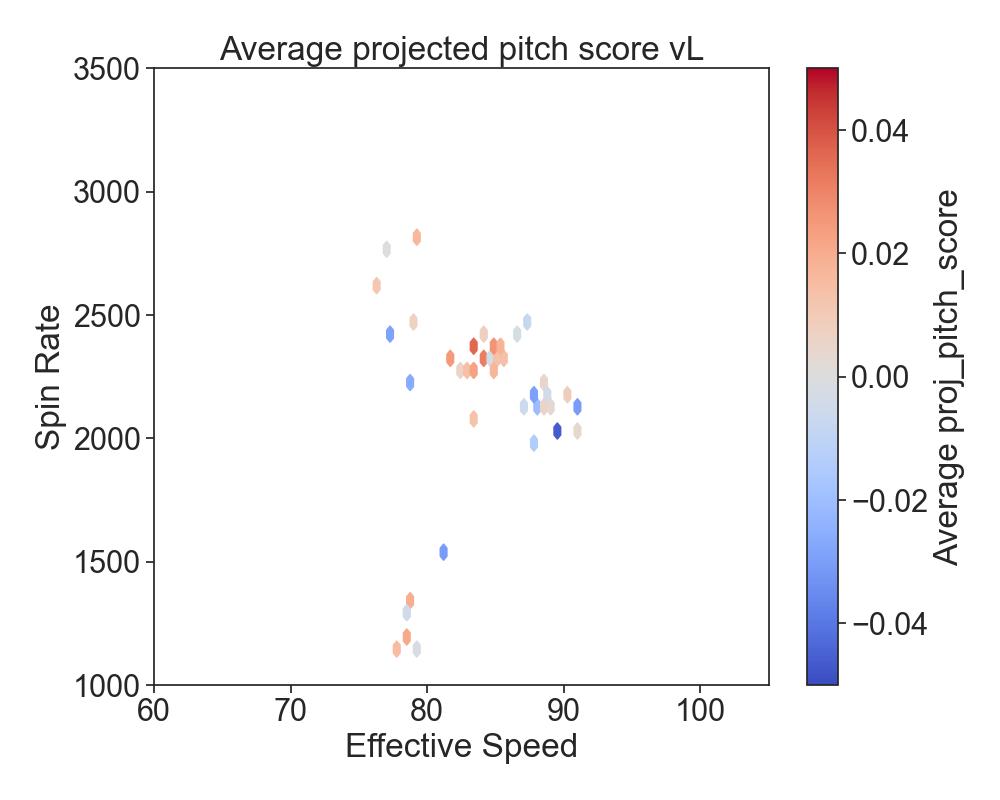 Average projected pitch score vL
3500
3000
2500
2000
1500
1000
Spin Rate
60 70 80 90 100
Effective Speed
0.04
0.02
0.00
−0.02
−0.04
Average proj_pitch_score